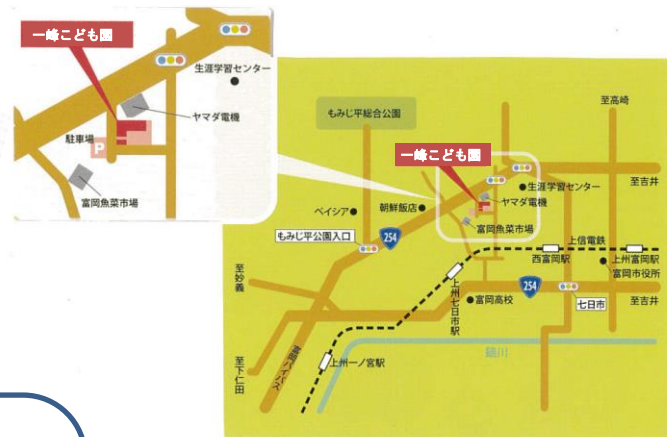 一峰こども園
生涯学習センター
ヤマダ電機
駐車場
P
富岡魚菜市場
もみじ平総合公園
至高崎
一峰こども園
至吉井
生涯学習センター
ヤマダ電機
ベイシア
朝鮮飯店
富岡魚菜市場
もみじ平公園入口
254
上信電鉄
西富岡駅
上州富岡駅
富岡市役所
至妙義
上州七日市駅
富岡高校
254
七日市
至吉井
鏑川
至下仁田
富岡バイパス
上州一ノ宮駅